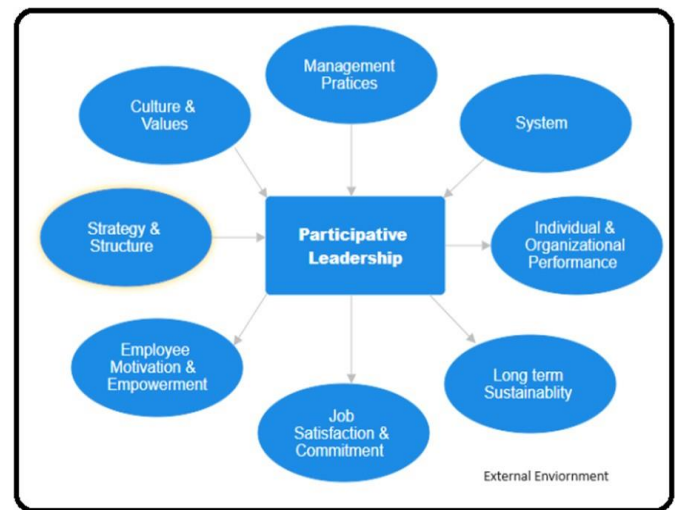 Management
Pratices
Culture &
Values
System
Strategy &
Structure
Participative
Leadership
Individual &
Organizational
Performance
Employee
Motivation &
Empowerment
Job
Satisfaction &
Commitment
Long term
Sustainablity
External Enviornment